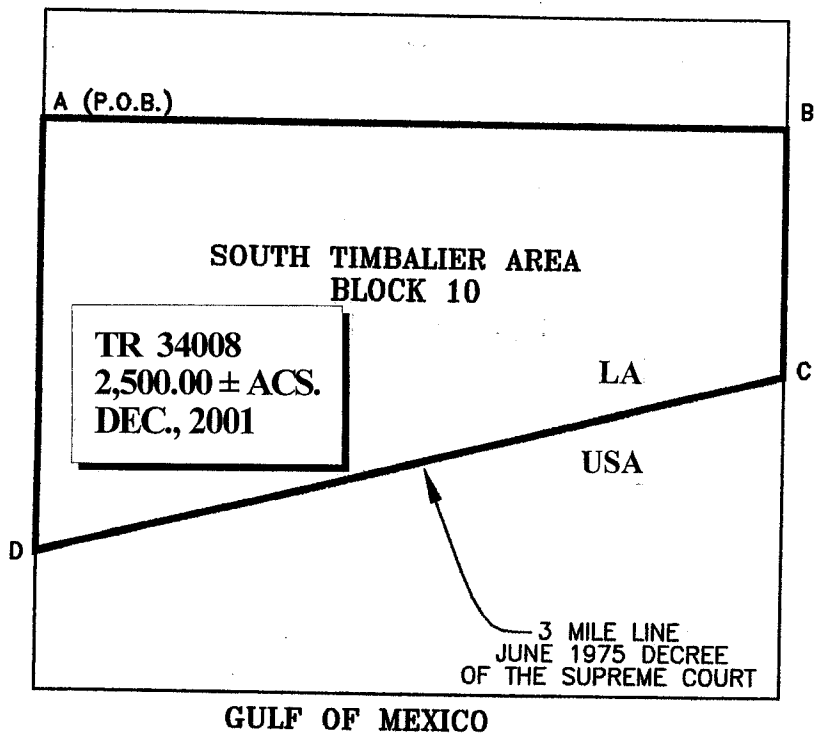 A (P.O.B.)
B
SOUTH TIMBALIER AREA
BLOCK 10
TR 34008
2,500.00 ± ACS.
DEC., 2001
LA
C
USA
D
3 MILE LINE
JUNE 1975 DECREE
OF THE SUPREME COURT
GULF OF MEXICO